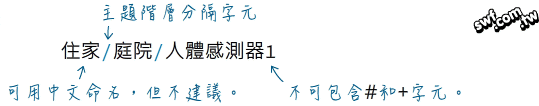 主題階層分隔字元
swf.com.tw
住家/庭院/人體感測器1
可用中文命名，但不建議。
不可包含#和+字元。